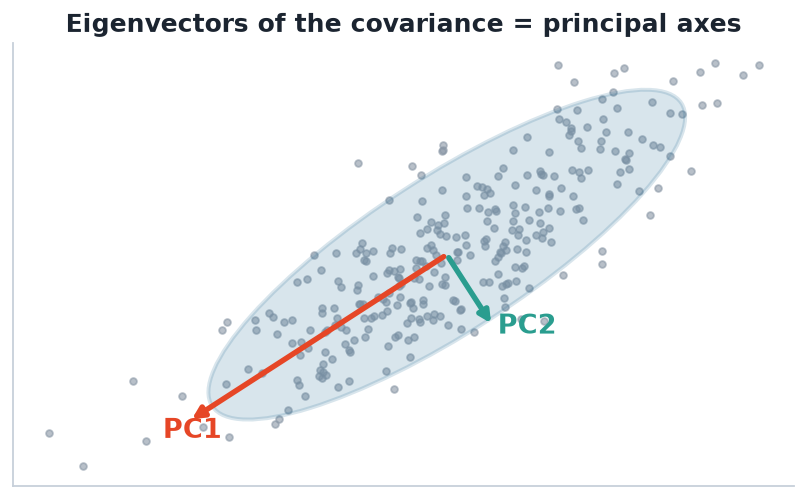 Eigenvectors of the covariance = principal axes
PC2
PC1